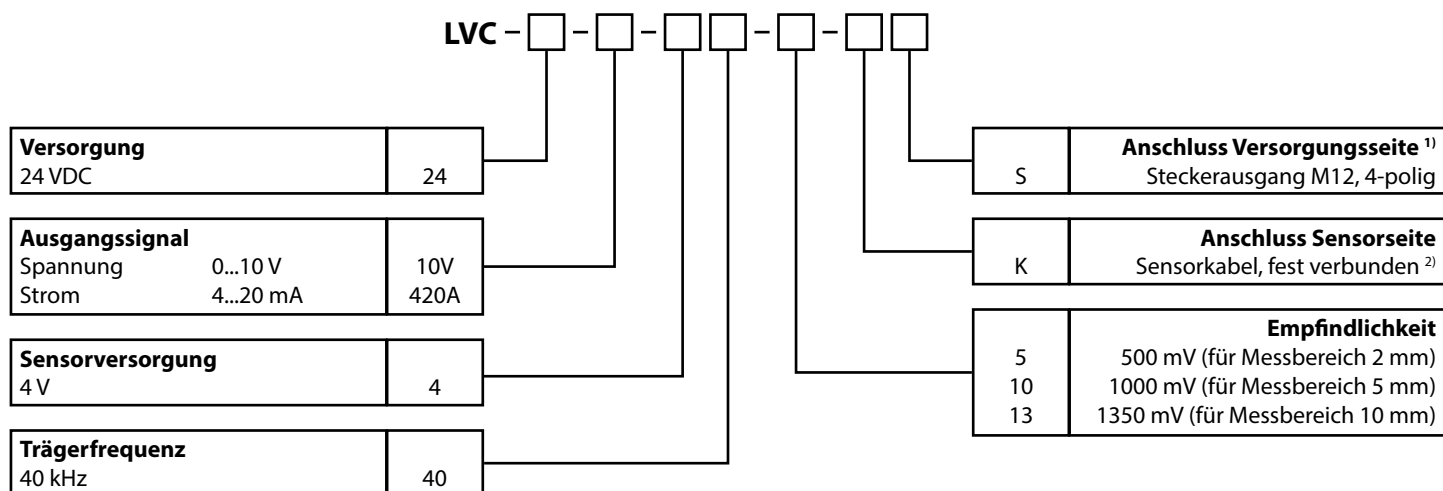 LVC – – – – –
Versorgung
24 VDC 24
Ausgangssignal
Spannung 0...10 V 10V
Strom 4...20 mA 420A
Sensorversorgung
4 V 4
Trägerfrequenz
40 kHz 40
Anschluss Versorgungsseite 1)
S Steckerausgang M12, 4-polig
Anschluss Sensorseite
K Sensorkabel, fest verbunden 2)
Empfindlichkeit
5 500 mV (für Messbereich 2 mm)
10 1000 mV (für Messbereich 5 mm)
13 1350 mV (für Messbereich 10 mm)